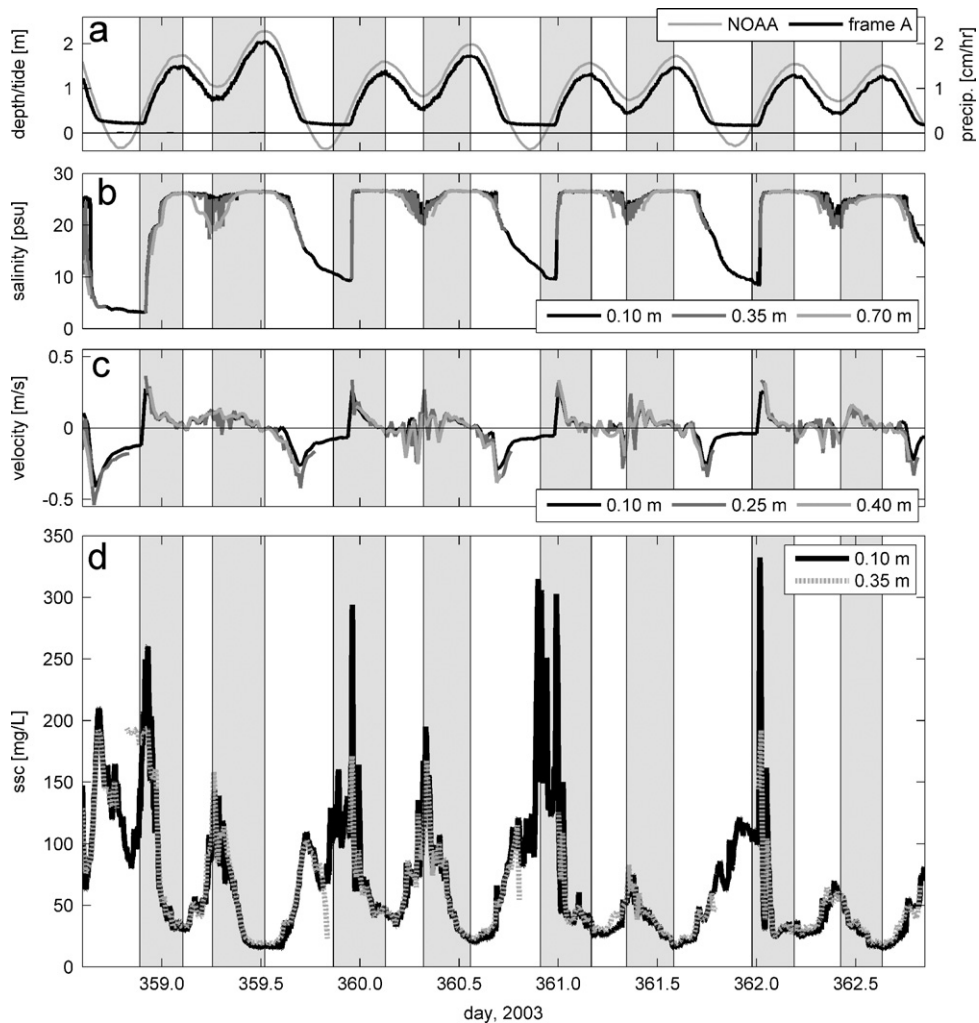 a
NOAA frame A
depth/tide [m]
2
1
0
precip. [cm/hr]
2
1
0
b
salinity [psu]
30
20
10
0
0.10 m 0.35 m 0.70 m
c
velocity [m/s]
0.5
0
-0.5
0.10 m 0.25 m 0.40 m
d
ssc [mg/L]
350
300
250
200
150
100
50
0
0.10 m
0.35 m
359.0 359.5 360.0 360.5 361.0 361.5 362.0 362.5
day, 2003